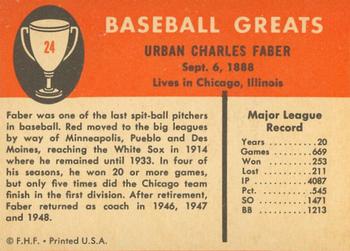 24
BASEBALL GREATS
URBAN CHARLES FABER
Sept. 6, 1888
Lives in Chicago, Illinois
Faber was one of the last spit-ball pitchers
in baseball. Red moved to the big leagues
by way of Minneapolis, Pueblo and Des
Moines, reaching the White Sox in 1914
where he remained until 1933. In four
of his seasons, he won 20 or more games,
but only five times did the Chicago team
finish in the first division. After retirement,
Faber returned as coach in 1946, 1947
and 1948.
© F.H.F. • Printed U.S.A.
Major League
Record
Years 20
Games 669
Won 253
Lost 211
IP 4087
Pct. .545
SO 1471
BB 1213